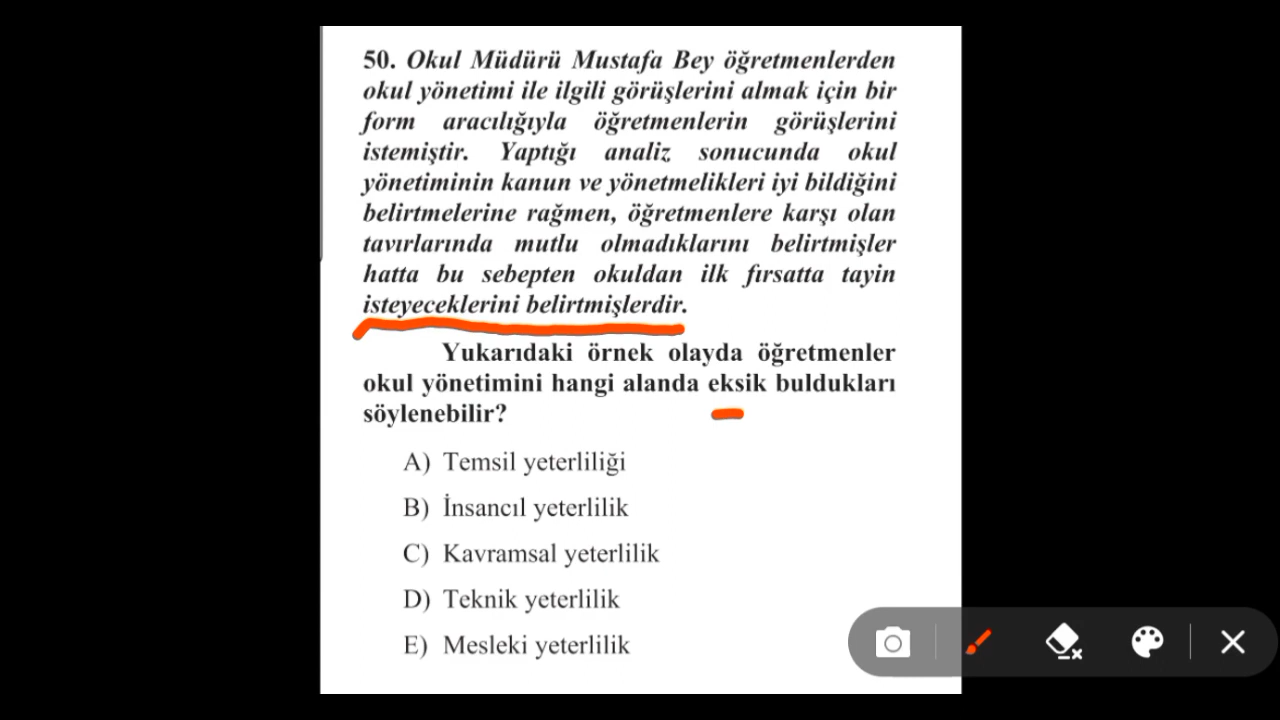 50. Okul Müdürü Mustafa Bey öğretmenlerden
okul yönetimi ile ilgili görüşlerini almak için bir
form aracılığıyla öğretmenlerin görüşlerini
istemiştir. Yaptığı analiz sonucunda okul
yönetiminin kanun ve yönetmelikleri iyi bildiğini
belirtmelerine rağmen, öğretmenlere karşı olan
tavırlarında mutlu olmadıklarını belirtmişler
hatta bu sebepten okuldan ilk fırsatta tayin
isteyeceklerini belirtmişlerdir.
Yukarıdaki örnek olayda öğretmenler
okul yönetimini hangi alanda eksik buldukları
söylenebilir?
A) Temsil yeterliliği
B) İnsancıl yeterlilik
C) Kavramsal yeterlilik
D) Teknik yeterlilik
E) Mesleki yeterlilik